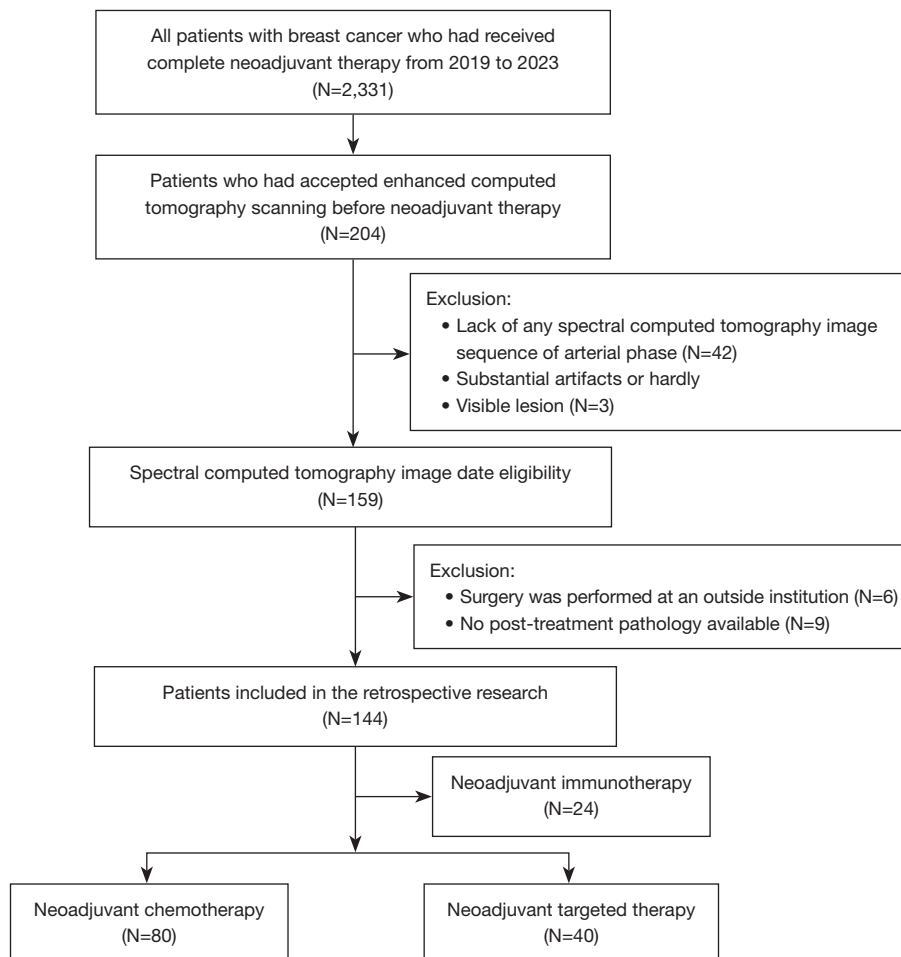 All patients with breast cancer who had received
complete neoadjuvant therapy from 2019 to 2023
(N=2,331)
Patients who had accepted enhanced computed
tomography scanning before neoadjuvant therapy
(N=204)
Exclusion:
• Lack of any spectral computed tomography image
sequence of arterial phase (N=42)
• Substantial artifacts or hardly
• Visible lesion (N=3)
Spectral computed tomography image date eligibility
(N=159)
Exclusion:
• Surgery was performed at an outside institution (N=6)
• No post-treatment pathology available (N=9)
Patients included in the retrospective research
(N=144)
Neoadjuvant immunotherapy
(N=24)
Neoadjuvant chemotherapy
(N=80)
Neoadjuvant targeted therapy
(N=40)